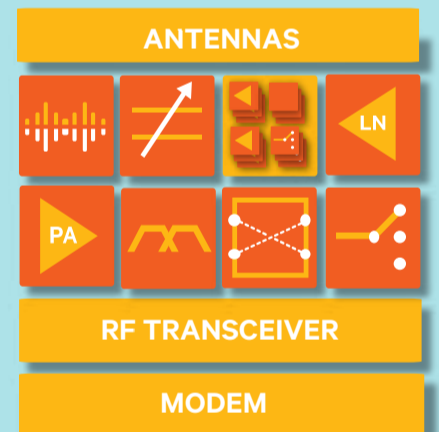 ANTENNAS
LN
PA
RF TRANSCEIVER
MODEM